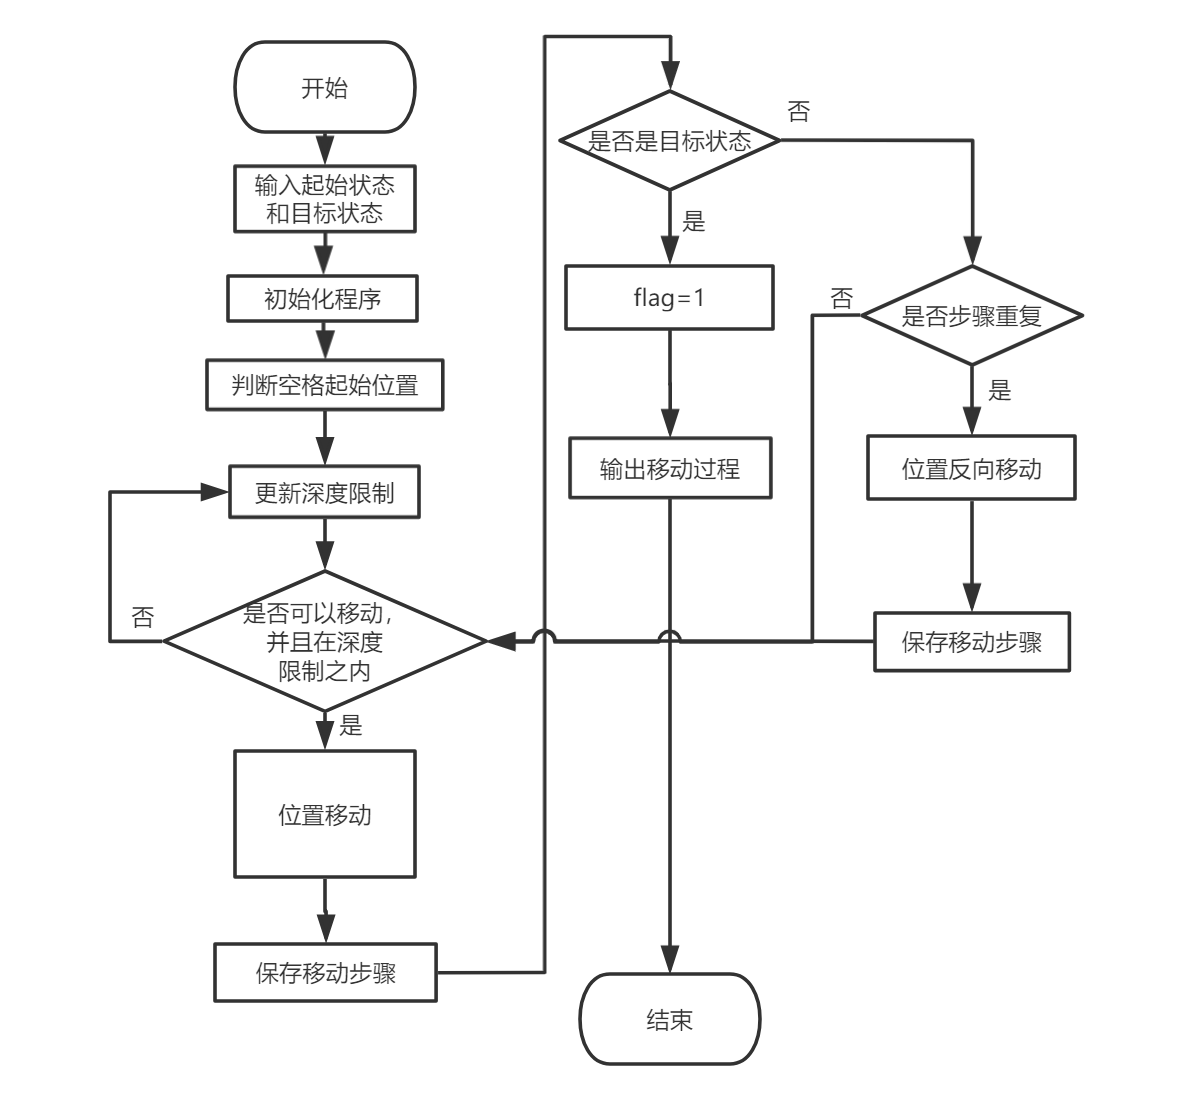 开始
输入起始状态
和目标状态
初始化程序
判断空格起始位置
更新深度限制
否
是否可以移动，
并且在深度
限制之内
是
位置移动
保存移动步骤
是否是目标状态
否
是
flag=1
输出移动过程
结束
是否步骤重复
否
是
位置反向移动
保存移动步骤